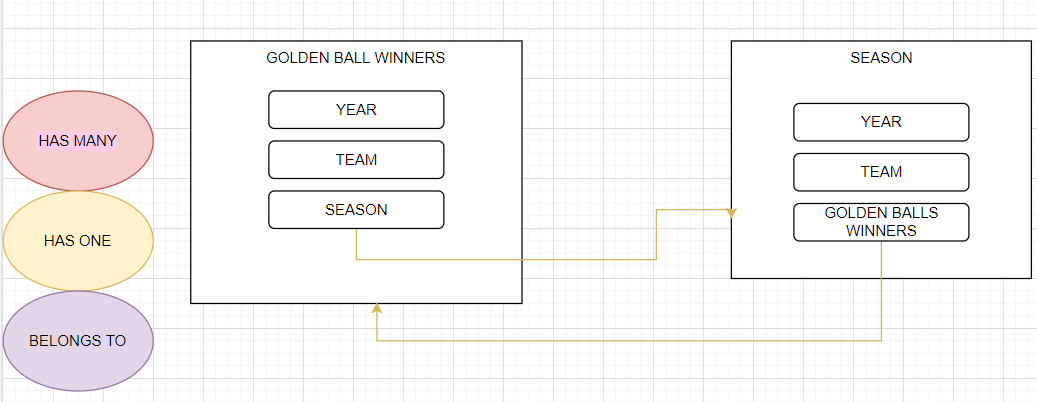 HAS MANY
HAS ONE
BELONGS TO
GOLDEN BALL WINNERS
YEAR
TEAM
SEASON
SEASON
YEAR
TEAM
GOLDEN BALLS
WINNERS